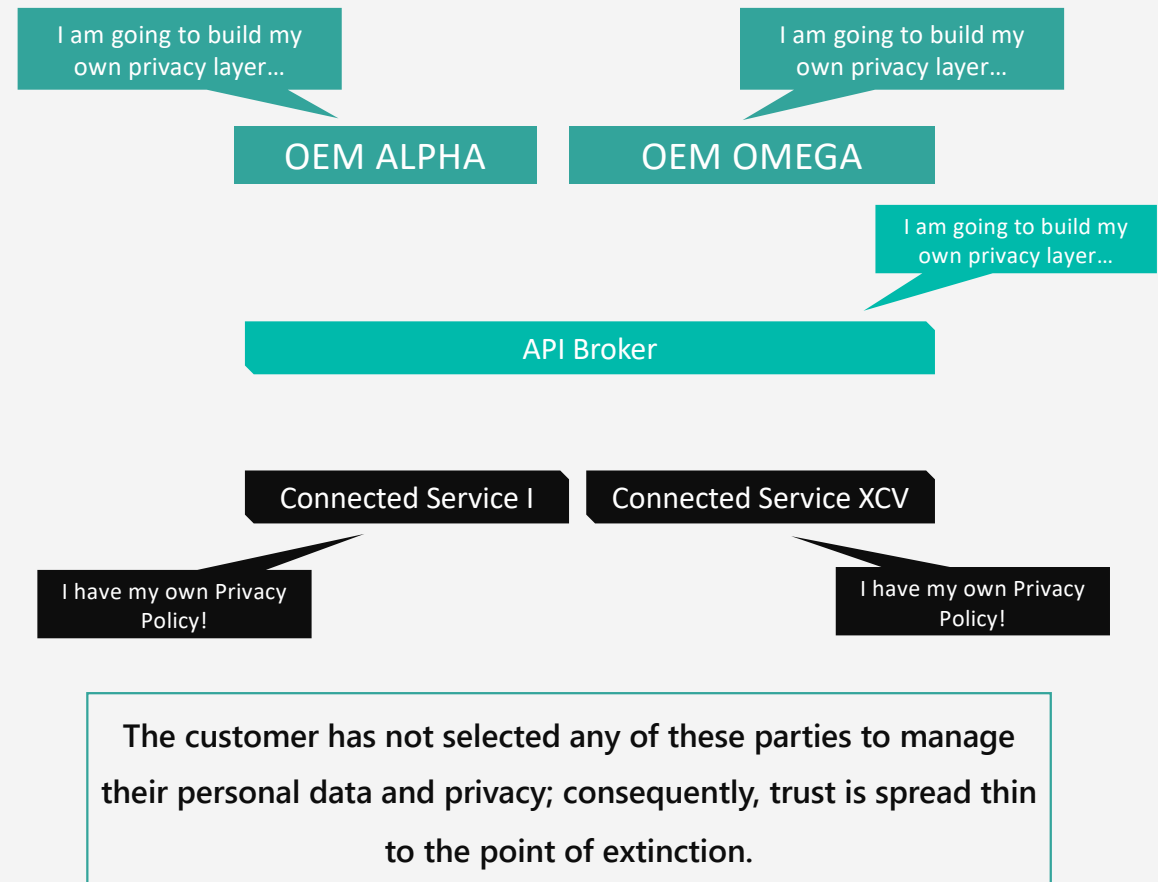 I am going to build my
own privacy layer…
I am going to build my
own privacy layer…
OEM ALPHA
OEM OMEGA
I am going to build my
own privacy layer…
API Broker
Connected Service I
Connected Service XCV
I have my own Privacy
Policy!
I have my own Privacy
Policy!
The customer has not selected any of these parties to manage
their personal data and privacy; consequently, trust is spread thin
to the point of extinction.